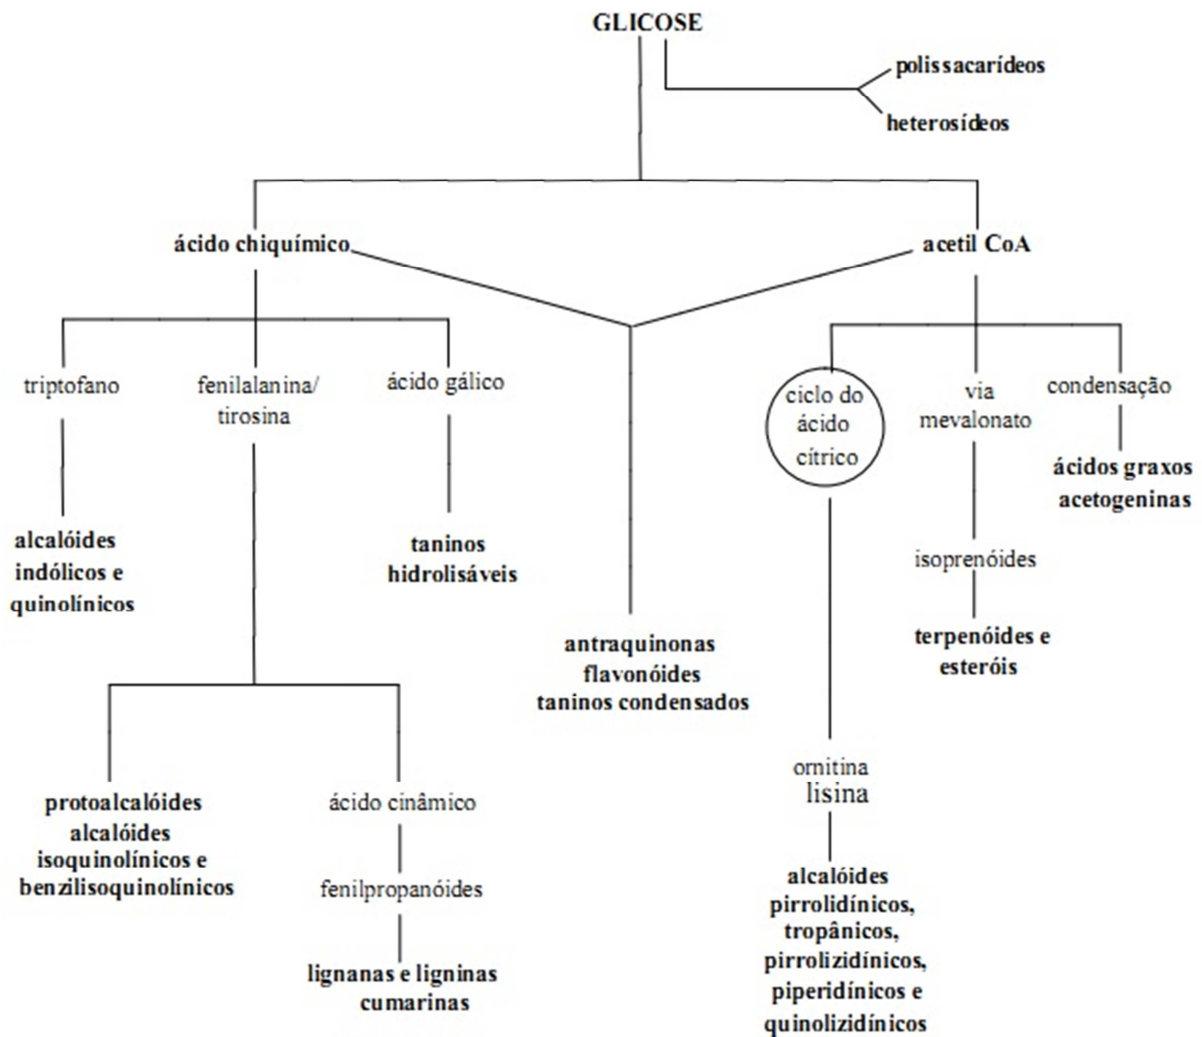 GLICOSE
polissacarídeos
heterosídeos
ácido chiquímico
acetil CoA
triptofano
fenilalanina/
tirosina
ácido gálico
ciclo do
ácido
cítrico
via
mevalonato
condensação
ácidos graxos
acetogeninas
alcalóides
indólicos e
quinolínicos
taninos
hidrolisáveis
isoprenóides
terpenóides e
esteróis
antraquinonas
flavonóides
taninos condensados
ornitina
lisina
protoalcalóides
alcalóides
isoquinolínicos e
benzilisoquinolínicos
ácido cinâmico
fenilpropanóides
lignanas e ligninas
cumarinas
alcalóides
pirrolidínicos,
tropânicos,
pirrolizidínicos,
piperidínicos e
quinolizidínicos